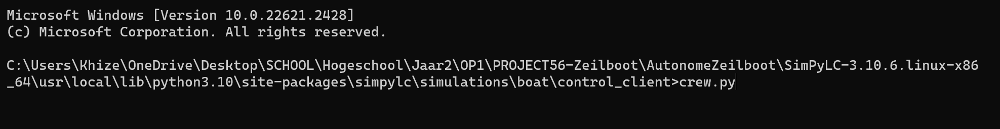 Microsoft Windows [Version 10.0.22621.2428]
(c) Microsoft Corporation. All rights reserved.
C:\Users\Khize\OneDrive\Desktop\SCHOOL\Hogeschool\Jaar2\OP1\PROJECT56-Zeilboot\AutonomeZeilboot\SimPyLC-3.10.6.linux-x86
_64\usr\local\lib\python3.10\site-packages\simpylc\simulations\boat\control_client>crew.py